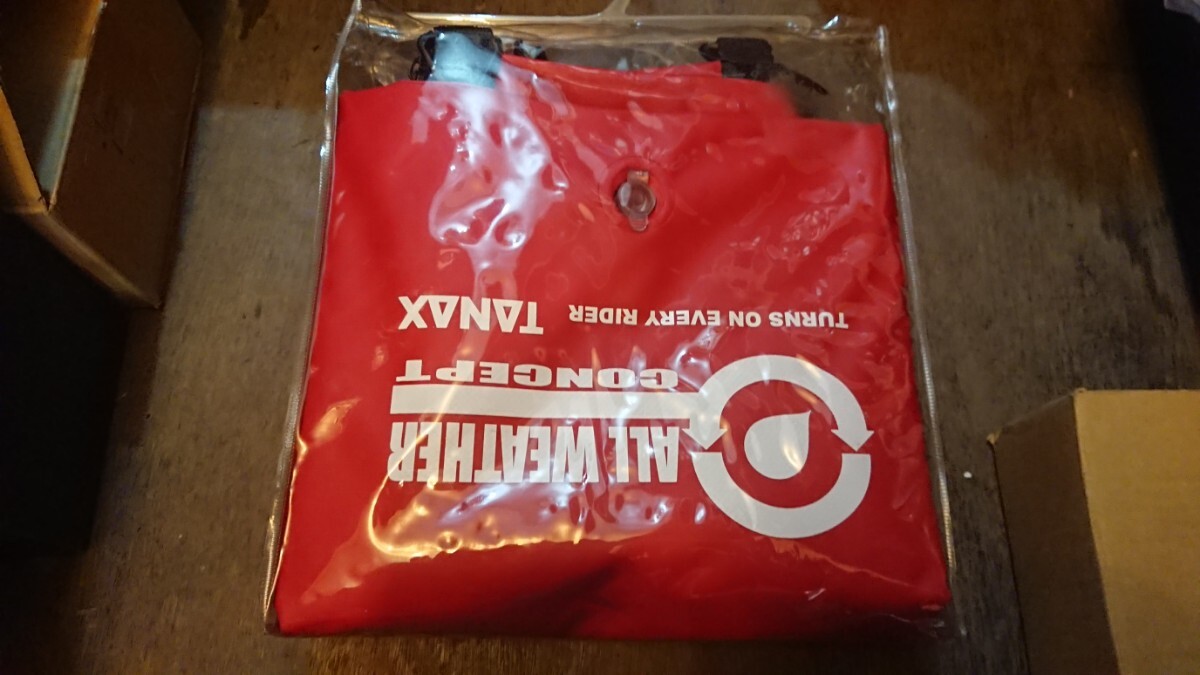 ALL WEATHER
CONCEPT
TURNS ON EVERY RIDER TANAX